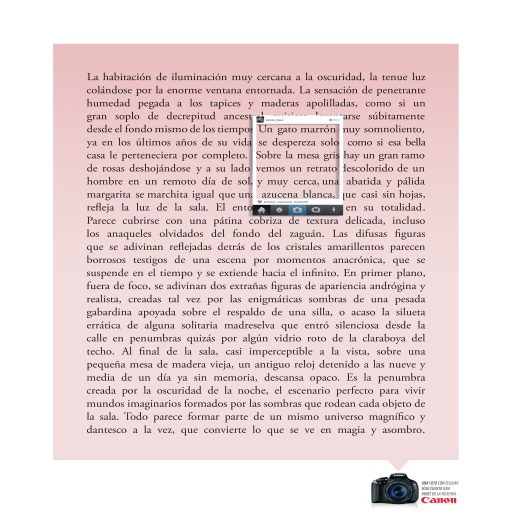 La habitación de iluminación muy cercana a la oscuridad, la tenue luz
colándose por la enorme ventana entornada. La sensación de penetrante
humedad pegada a los tapices y maderas apolilladas, como si un
gran soplo de decrepitud
desde el fondo mismo de los tiempos Un gato marrón muy somnoliento,
ya en los últimos años de su vida se despereza solo como si esa bella
casa le perteneciera por completo. Sobre la mesa gris hay un gran ramo
de rosas deshojándose y a su lado vemos un retrato descolorido de un
hombre en un remoto día de sol, y muy cerca, una abatida y pálida
margarita se marchita igual que una azucena blanca, que casi sin hojas,
refleja la luz de la sala. El en su totalidad.
Parece cubrirse con una pátina cobriza de textura delicada, incluso
los anaqueles olvidados del fondo del zaguán. Las difusas figuras
que se adivinan reflejadas detrás de los cristales amarillentos parecen
borrosos testigos de una escena por momentos anacrónica, que se
suspende en el tiempo y se extiende hacia el infinito. En primer plano,
fuera de foco, se adivinan dos extrañas figuras de apariencia andrógina y
realista, creadas tal vez por las enigmáticas sombras de una pesada
gabardina apoyada sobre el respaldo de una silla, o acaso la silueta
errática de alguna solitaria madreselva que entró silenciosa desde la
calle en penumbras quizás por algún vidrio roto de la claraboya del
techo. Al final de la sala, casi imperceptible a la vista, sobre una
pequeña mesa de madera vieja, un antiguo reloj detenido a las nueve y
media de un día ya sin memoria, descansa opaco. Es la penumbra
creada por la oscuridad de la noche, el escenario perfecto para vivir
mundos imaginarios formados por las sombras que rodean cada objeto de
la sala. Todo parece formar parte de un mismo universo magnífico y
dantesco a la vez, que convierte lo que se ve en magia y asombro.
UNA FOTO CON CELULAR
SÓLO CUENTA UNA
PARTE DE LA HISTORIA.
Canon